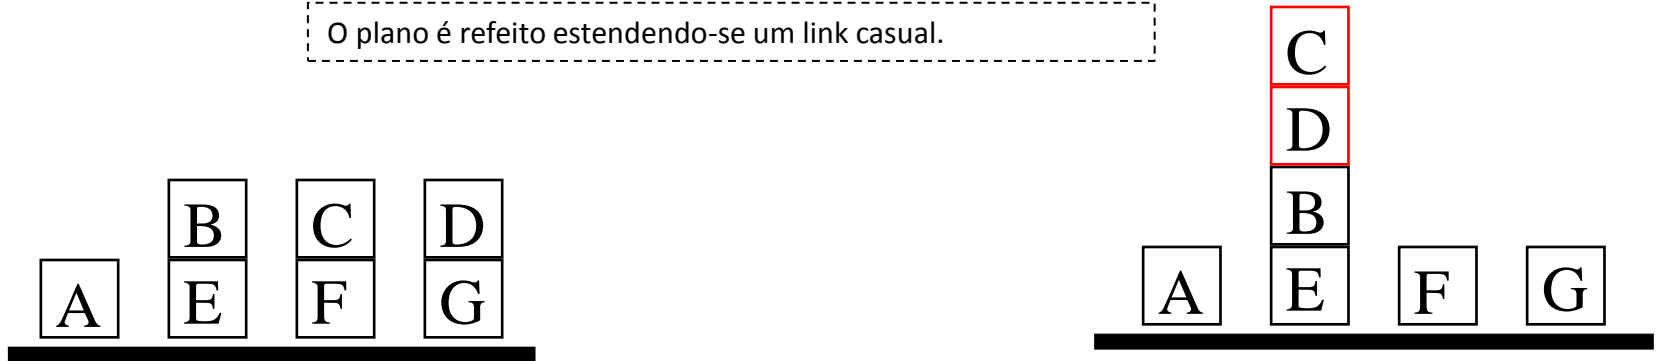 O plano é refeito estendendo-se um link casual.
C
D
B
B C D
A E F G
A E F G